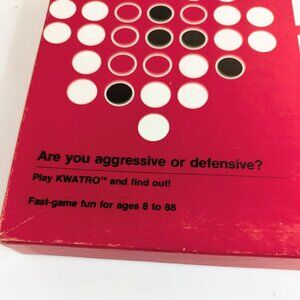 Are you aggressive or defensive?
Play KWATRO™ and find out!
Fast-game fun for ages 8 to 88